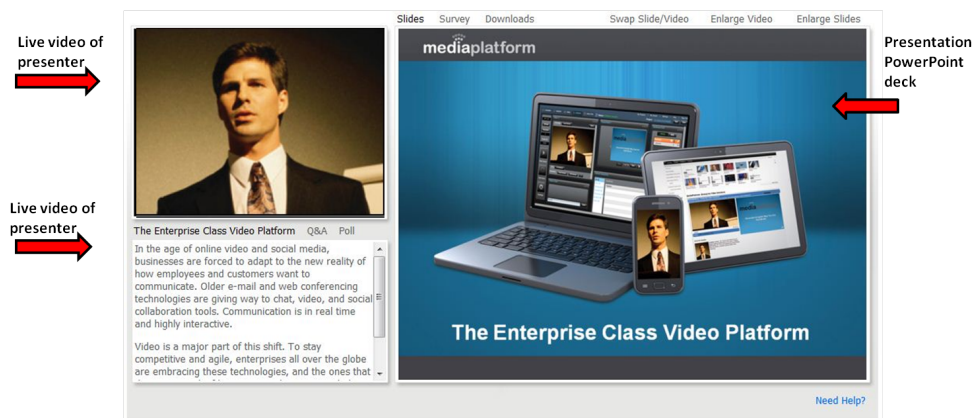 Slides Survey Downloads Swap Slide/Video Enlarge Video Enlarge Slides
Live video of
presenter
mediaplatform
Presentation
PowerPoint
deck
Live video of
presenter
The Enterprise Class Video Platform Q&A Poll
In the age of online video and social media,
businesses are forced to adapt to the new reality of
how employees and customers want to
communicate. Older e-mail and web conferencing
technologies are giving way to chat, video, and social
collaboration tools. Communication is in real time
and highly interactive.
Video is a major part of this shift. To stay
competitive and agile, enterprises all over the globe
are embracing these technologies, and the ones that
The Enterprise Class Video Platform
Need Help?